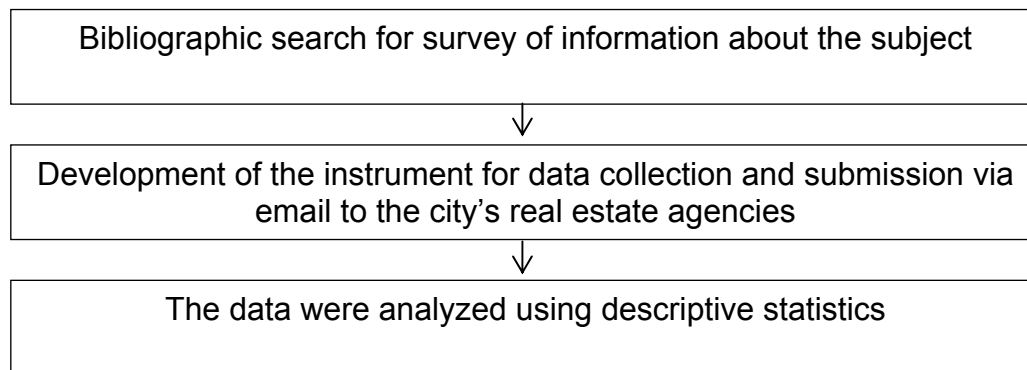 Bibliographic search for survey of information about the subject
Development of the instrument for data collection and submission via
email to the city's real estate agencies
The data were analyzed using descriptive statistics